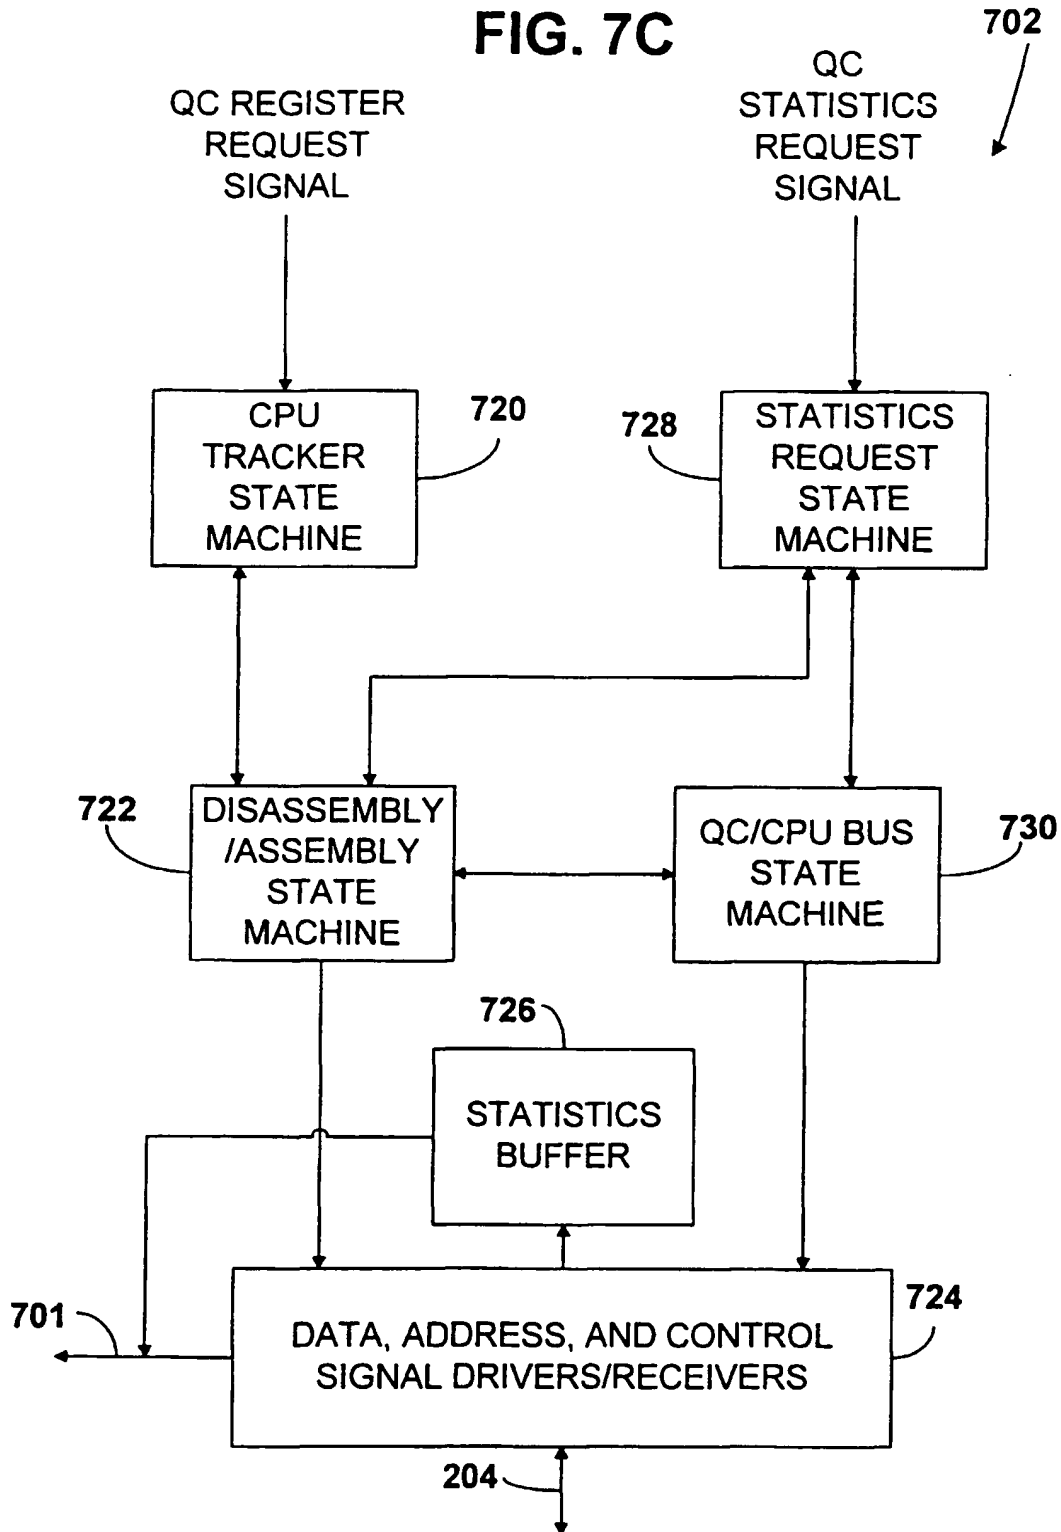 FIG. 7C
702
QC REGISTER
REQUEST
SIGNAL
QC
STATISTICS
REQUEST
SIGNAL
CPU
TRACKER
STATE
MACHINE
720
728
STATISTICS
REQUEST
STATE
MACHINE
722
DISASSEMBLY
/ASSEMBLY
STATE
MACHINE
QC/CPU BUS
STATE
MACHINE
730
726
STATISTICS
BUFFER
701
DATA, ADDRESS, AND CONTROL
SIGNAL DRIVERS/RECEIVERS
724
204